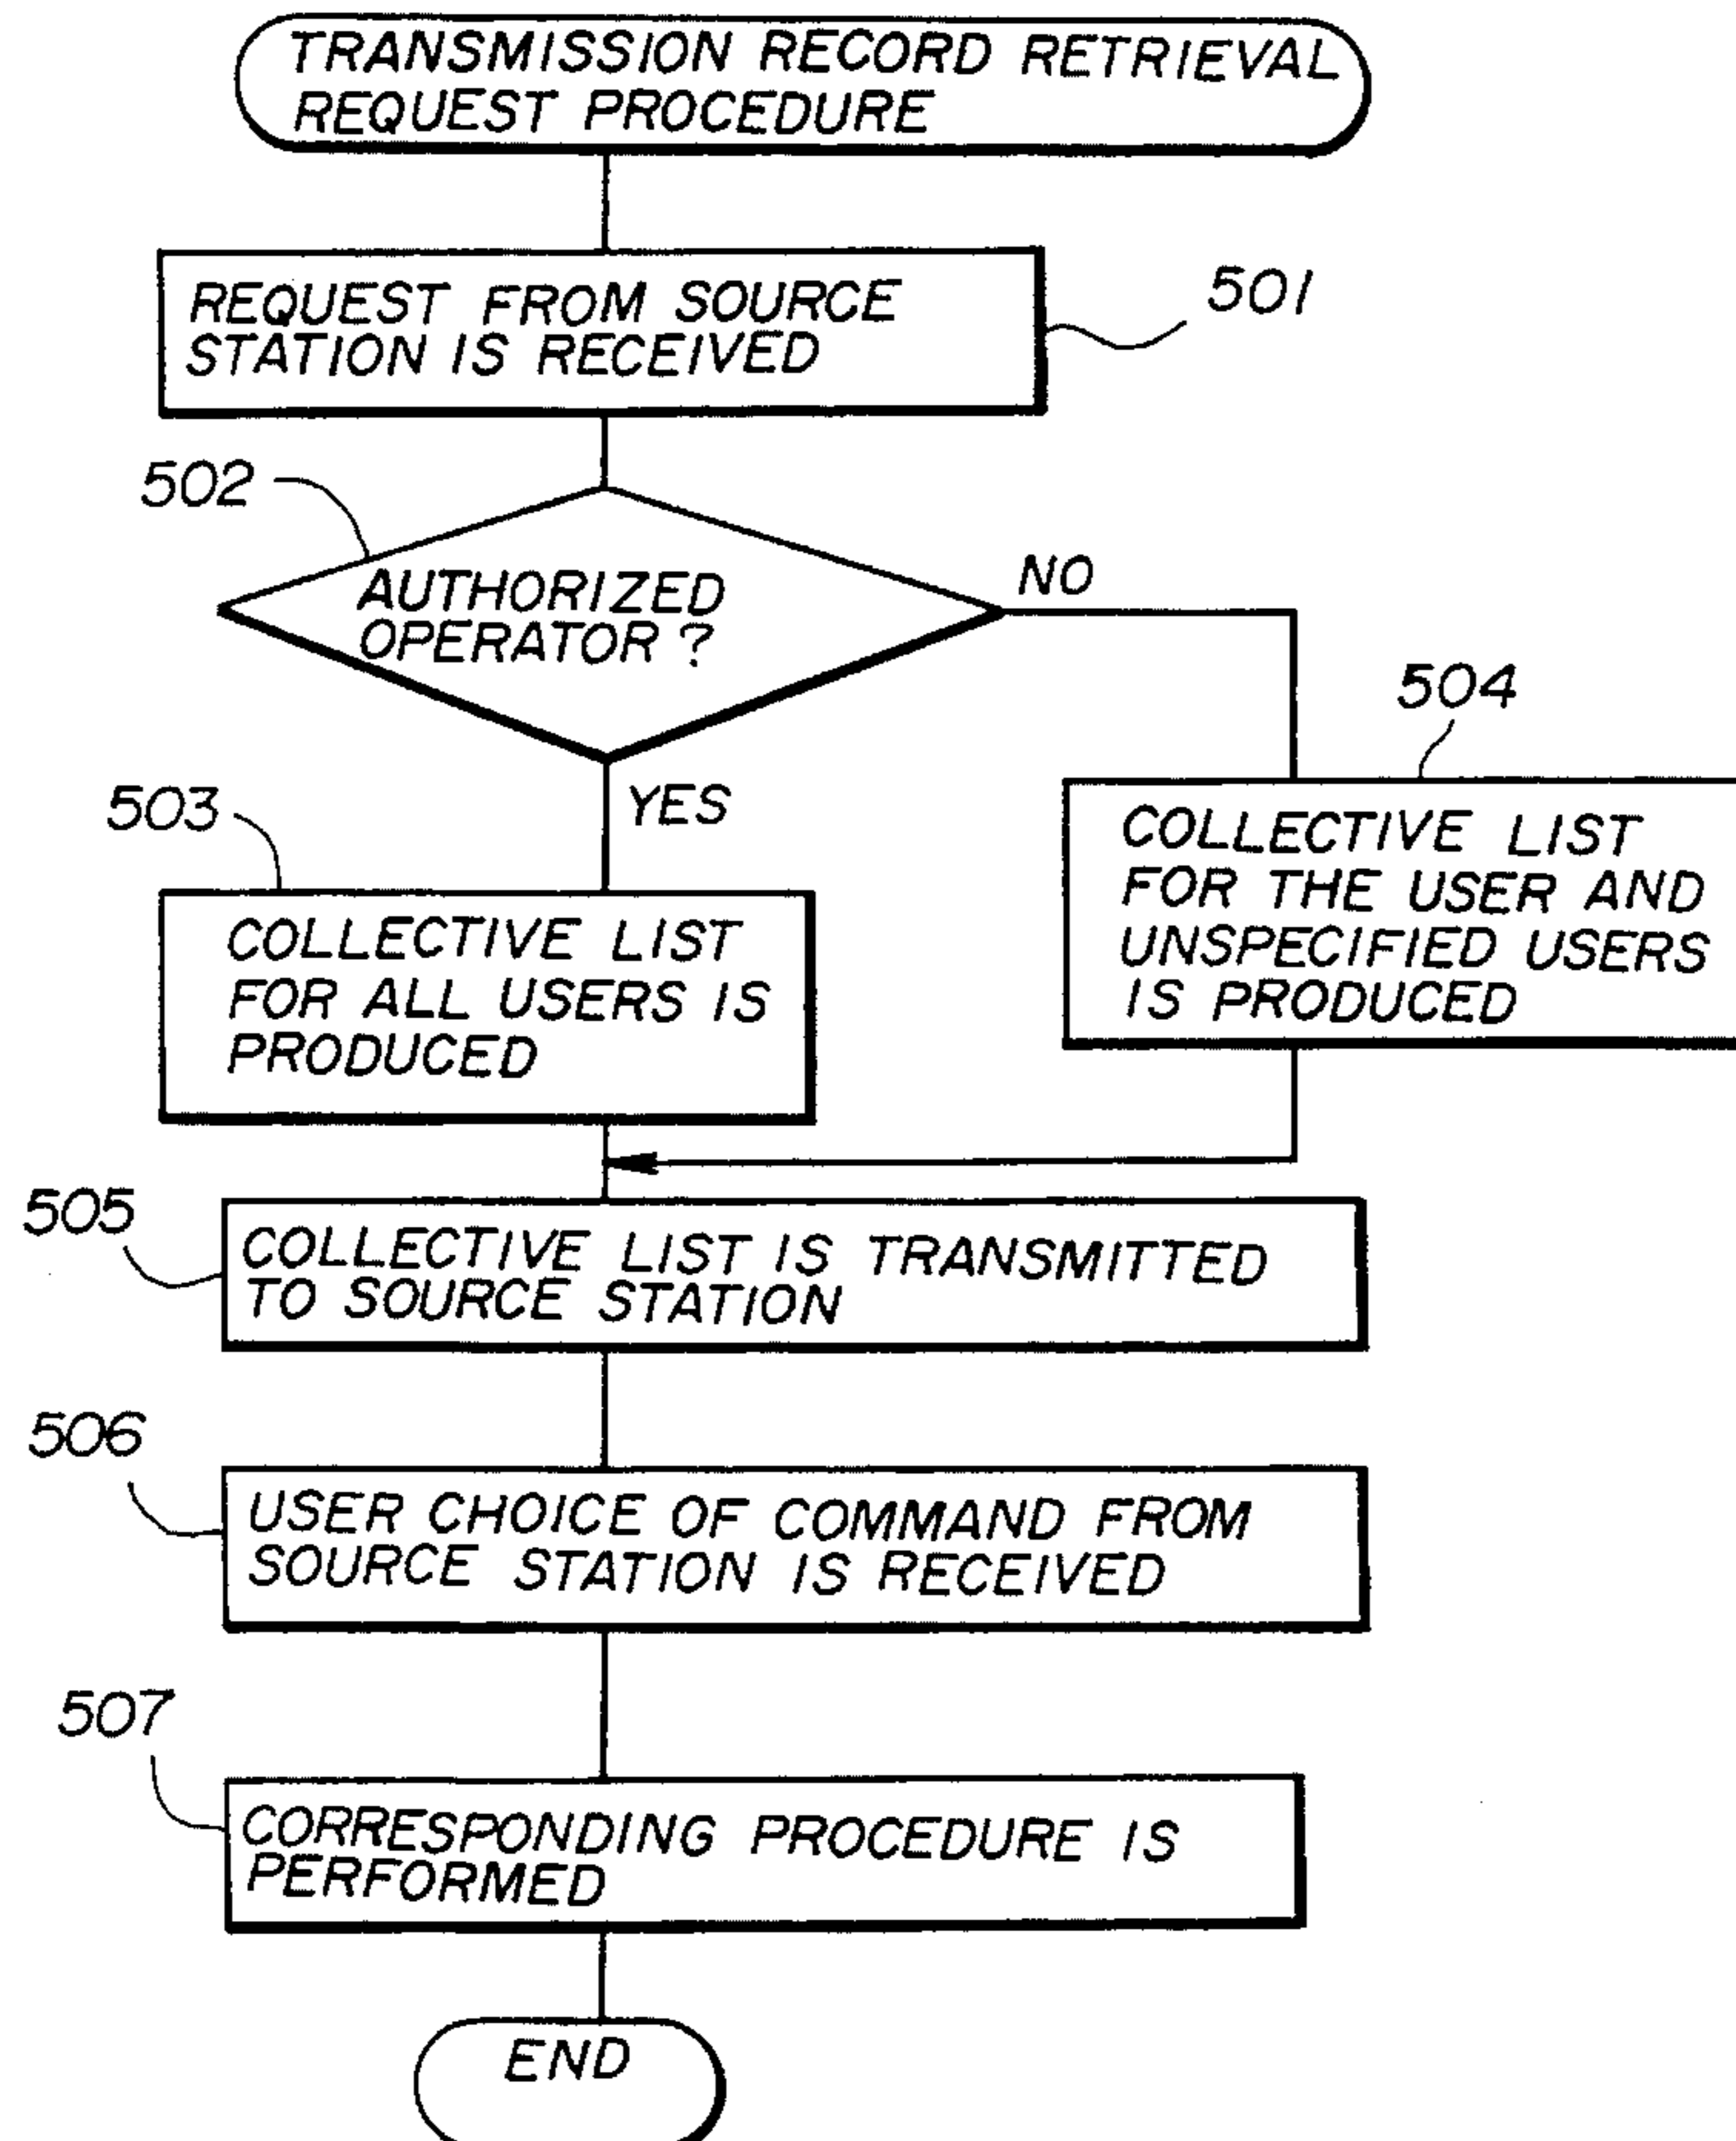 TRANSMISSION RECORD RETRIEVAL
REQUEST PROCEDURE
REQUEST FROM SOURCE
STATION IS RECEIVED
501
502
AUTHORIZED
OPERATOR ?
NO
YES
503
COLLECTIVE LIST
FOR ALL USERS IS
PRODUCED
504
COLLECTIVE LIST
FOR THE USER AND
UNSPECIFIED USERS
IS PRODUCED
505
COLLECTIVE LIST IS TRANSMITTED
TO SOURCE STATION
506
USER CHOICE OF COMMAND FROM
SOURCE STATION IS RECEIVED
507
CORRESPONDING PROCEDURE IS
PERFORMED
END